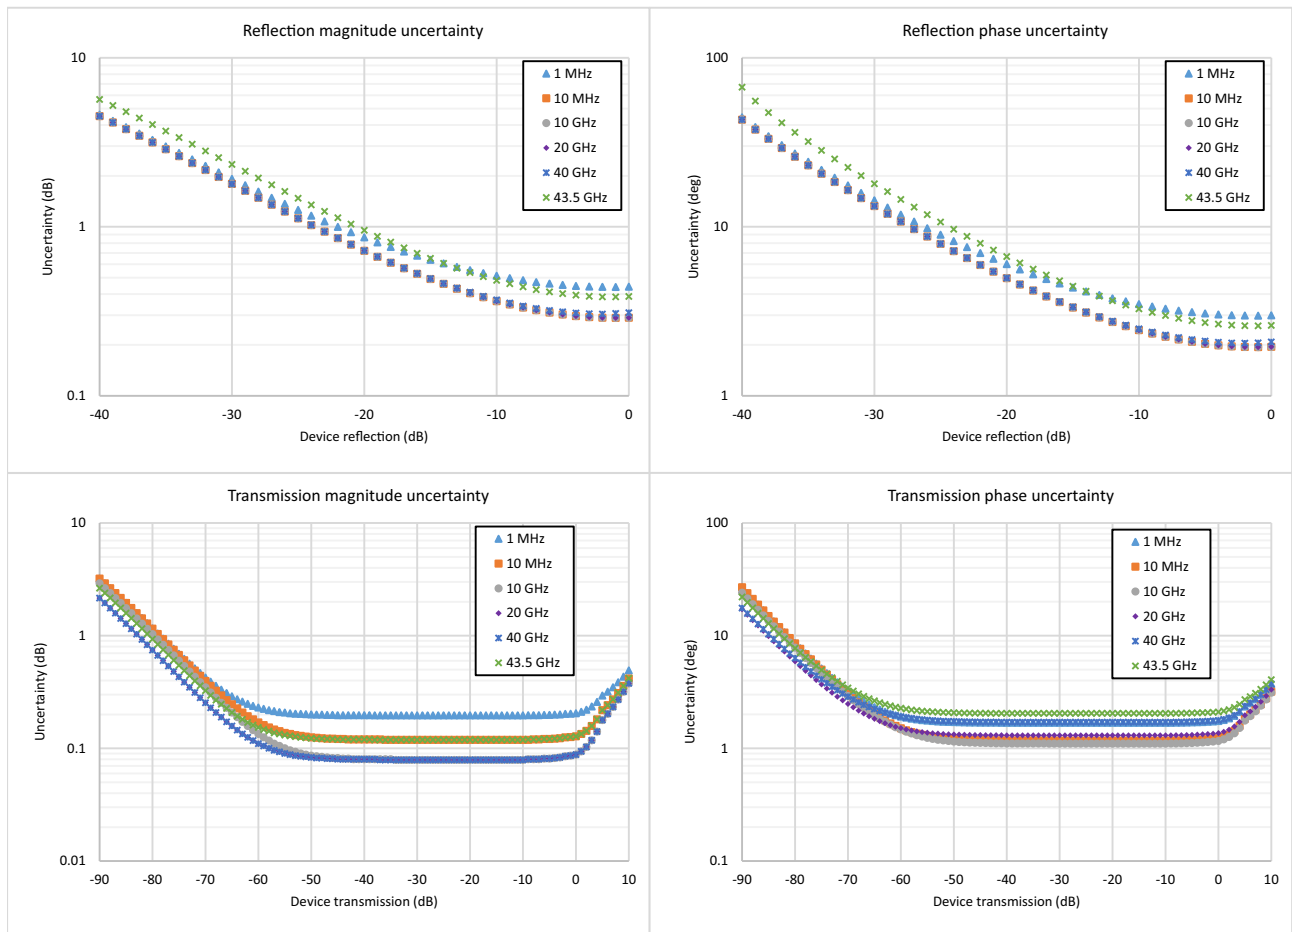 Reflection magnitude uncertainty
10
1
0.1
Uncertainty (dB)
1 MHz
10 MHz
10 GHz
20 GHz
40 GHz
43.5 GHz
-40 -30 -20 -10 0
Device reflection (dB)
Reflection phase uncertainty
100
10
1
Uncertainty (deg)
1 MHz
10 MHz
10 GHz
20 GHz
40 GHz
43.5 GHz
-40 -30 -20 -10 0
Device reflection (dB)
Transmission magnitude uncertainty
10
1
0.1
0.01
Uncertainty (dB)
1 MHz
10 MHz
10 GHz
20 GHz
40 GHz
43.5 GHz
-90 -80 -70 -60 -50 -40 -30 -20 -10 0 10
Device transmission (dB)
Transmission phase uncertainty
100
10
1
0.1
Uncertainty (deg)
1 MHz
10 MHz
10 GHz
20 GHz
40 GHz
43.5 GHz
-90 -80 -70 -60 -50 -40 -30 -20 -10 0 10
Device transmission (dB)